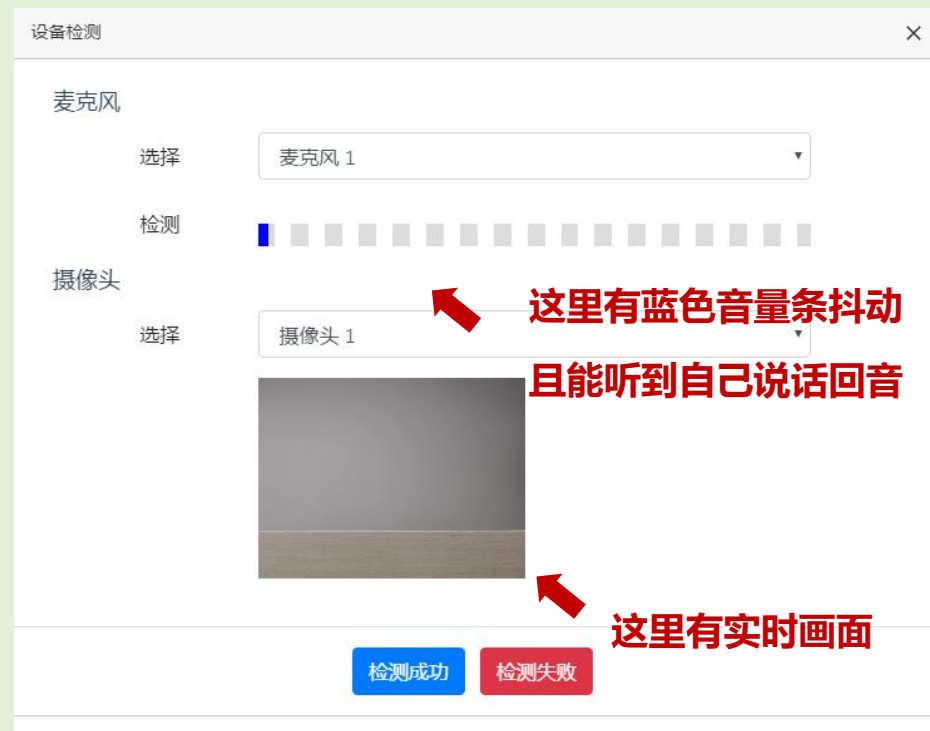 设备检测
麦克风
选择
麦克风 1
检测
摄像头
这里有蓝色音量条抖动
选择
摄像头 1
且能听到自己说话回音
这里有实时画面
检测成功
检测失败